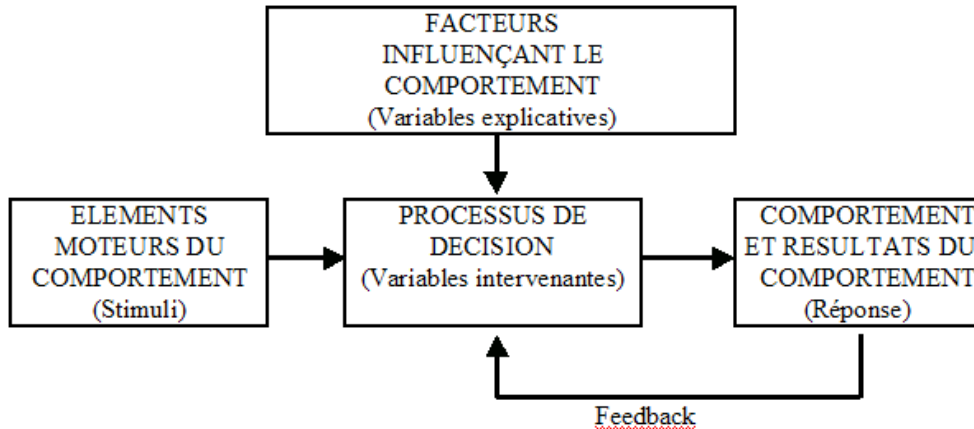 FACTEURS
INFLUENÇANT LE
COMPORTEMENT
(Variables explicatives)
ELEMENTS
MOTEURS DU
COMPORTEMENT
(Stimuli)
PROCESSUS DE
DECISION
(Variables intervenantes)
COMPORTEMENT
ET RESULTATS DU
COMPORTEMENT
(Réponse)
Feedback